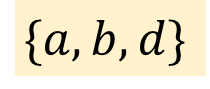 {a, b, d}